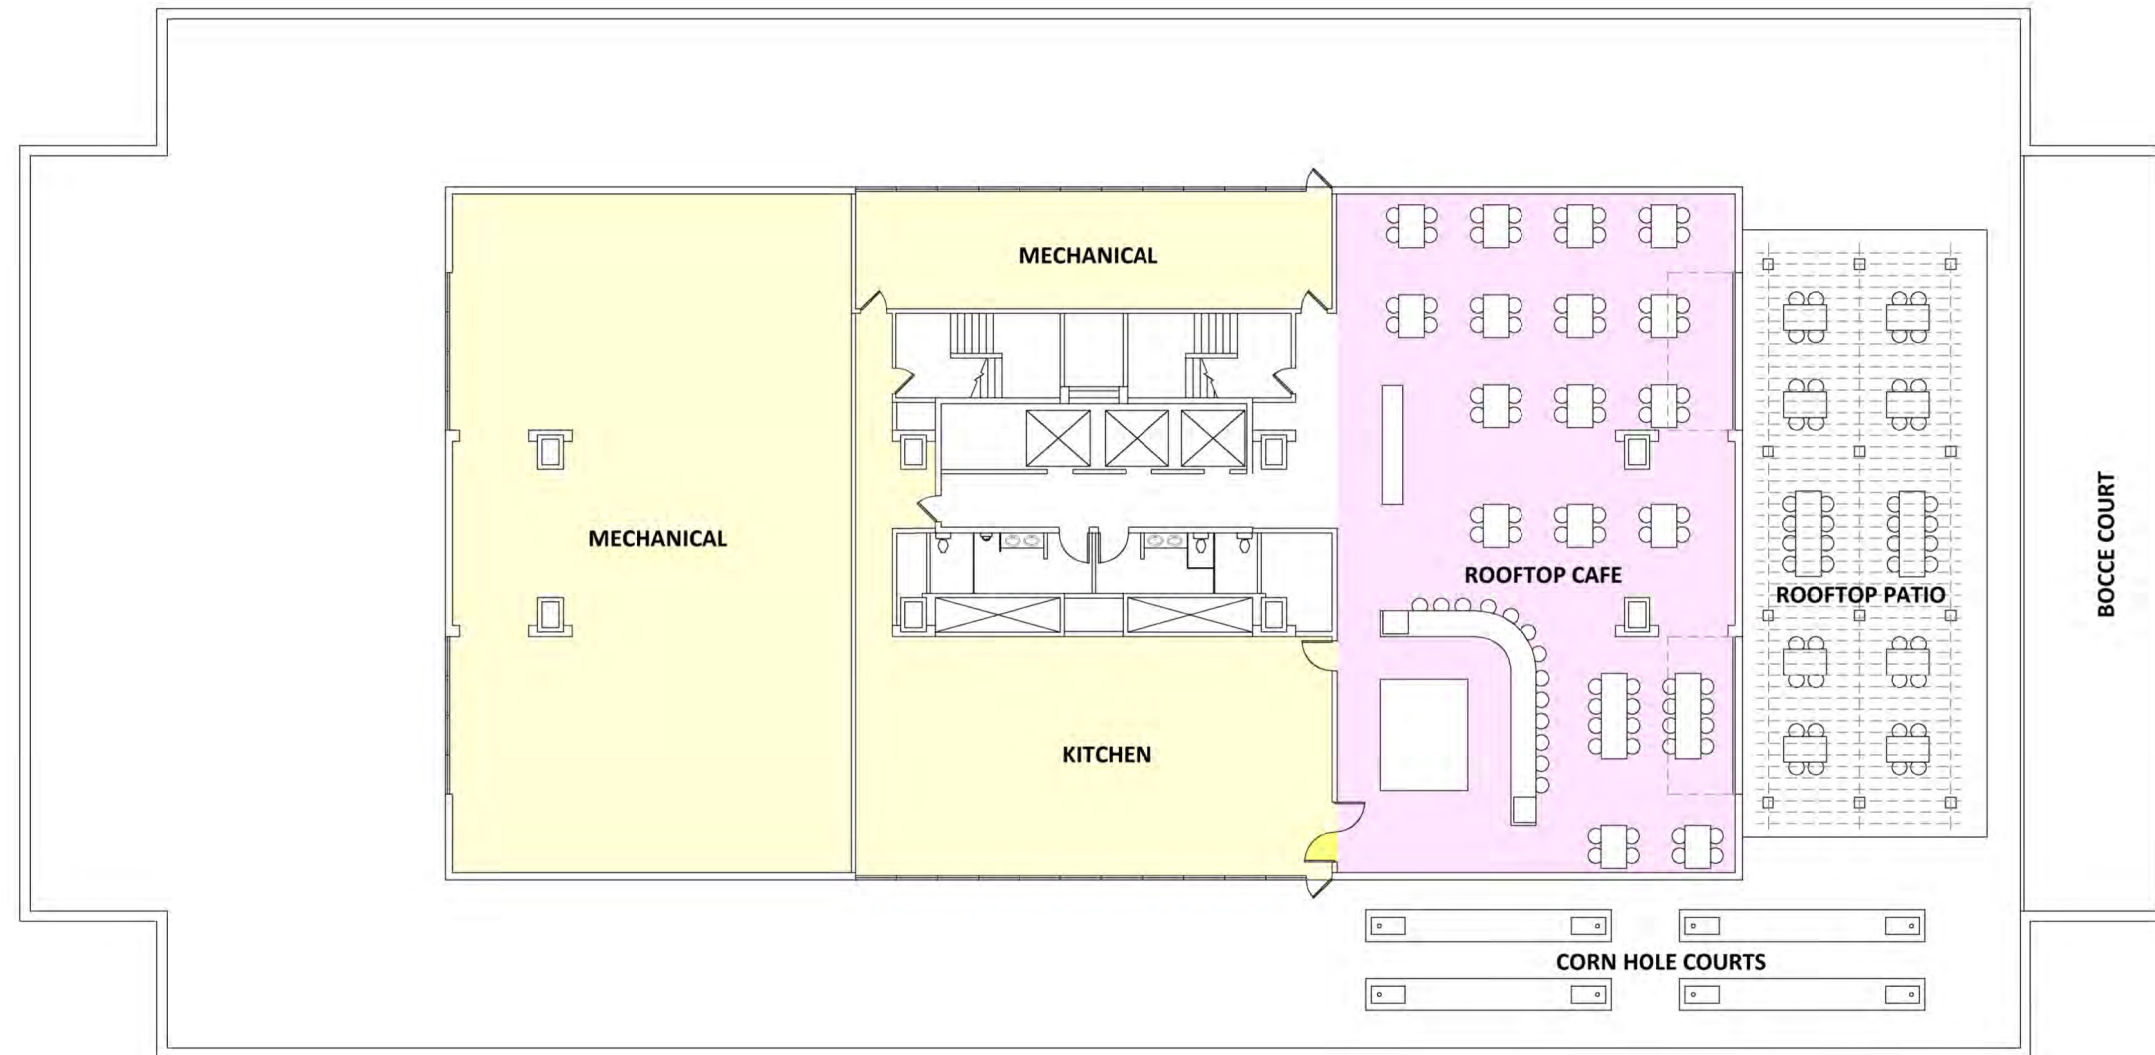 MECHANICAL
MECHANICAL
ROOFTOP CAFE
ROOFTOP PATIO
BOCCE COURT
KITCHEN
CORN HOLE COURTS